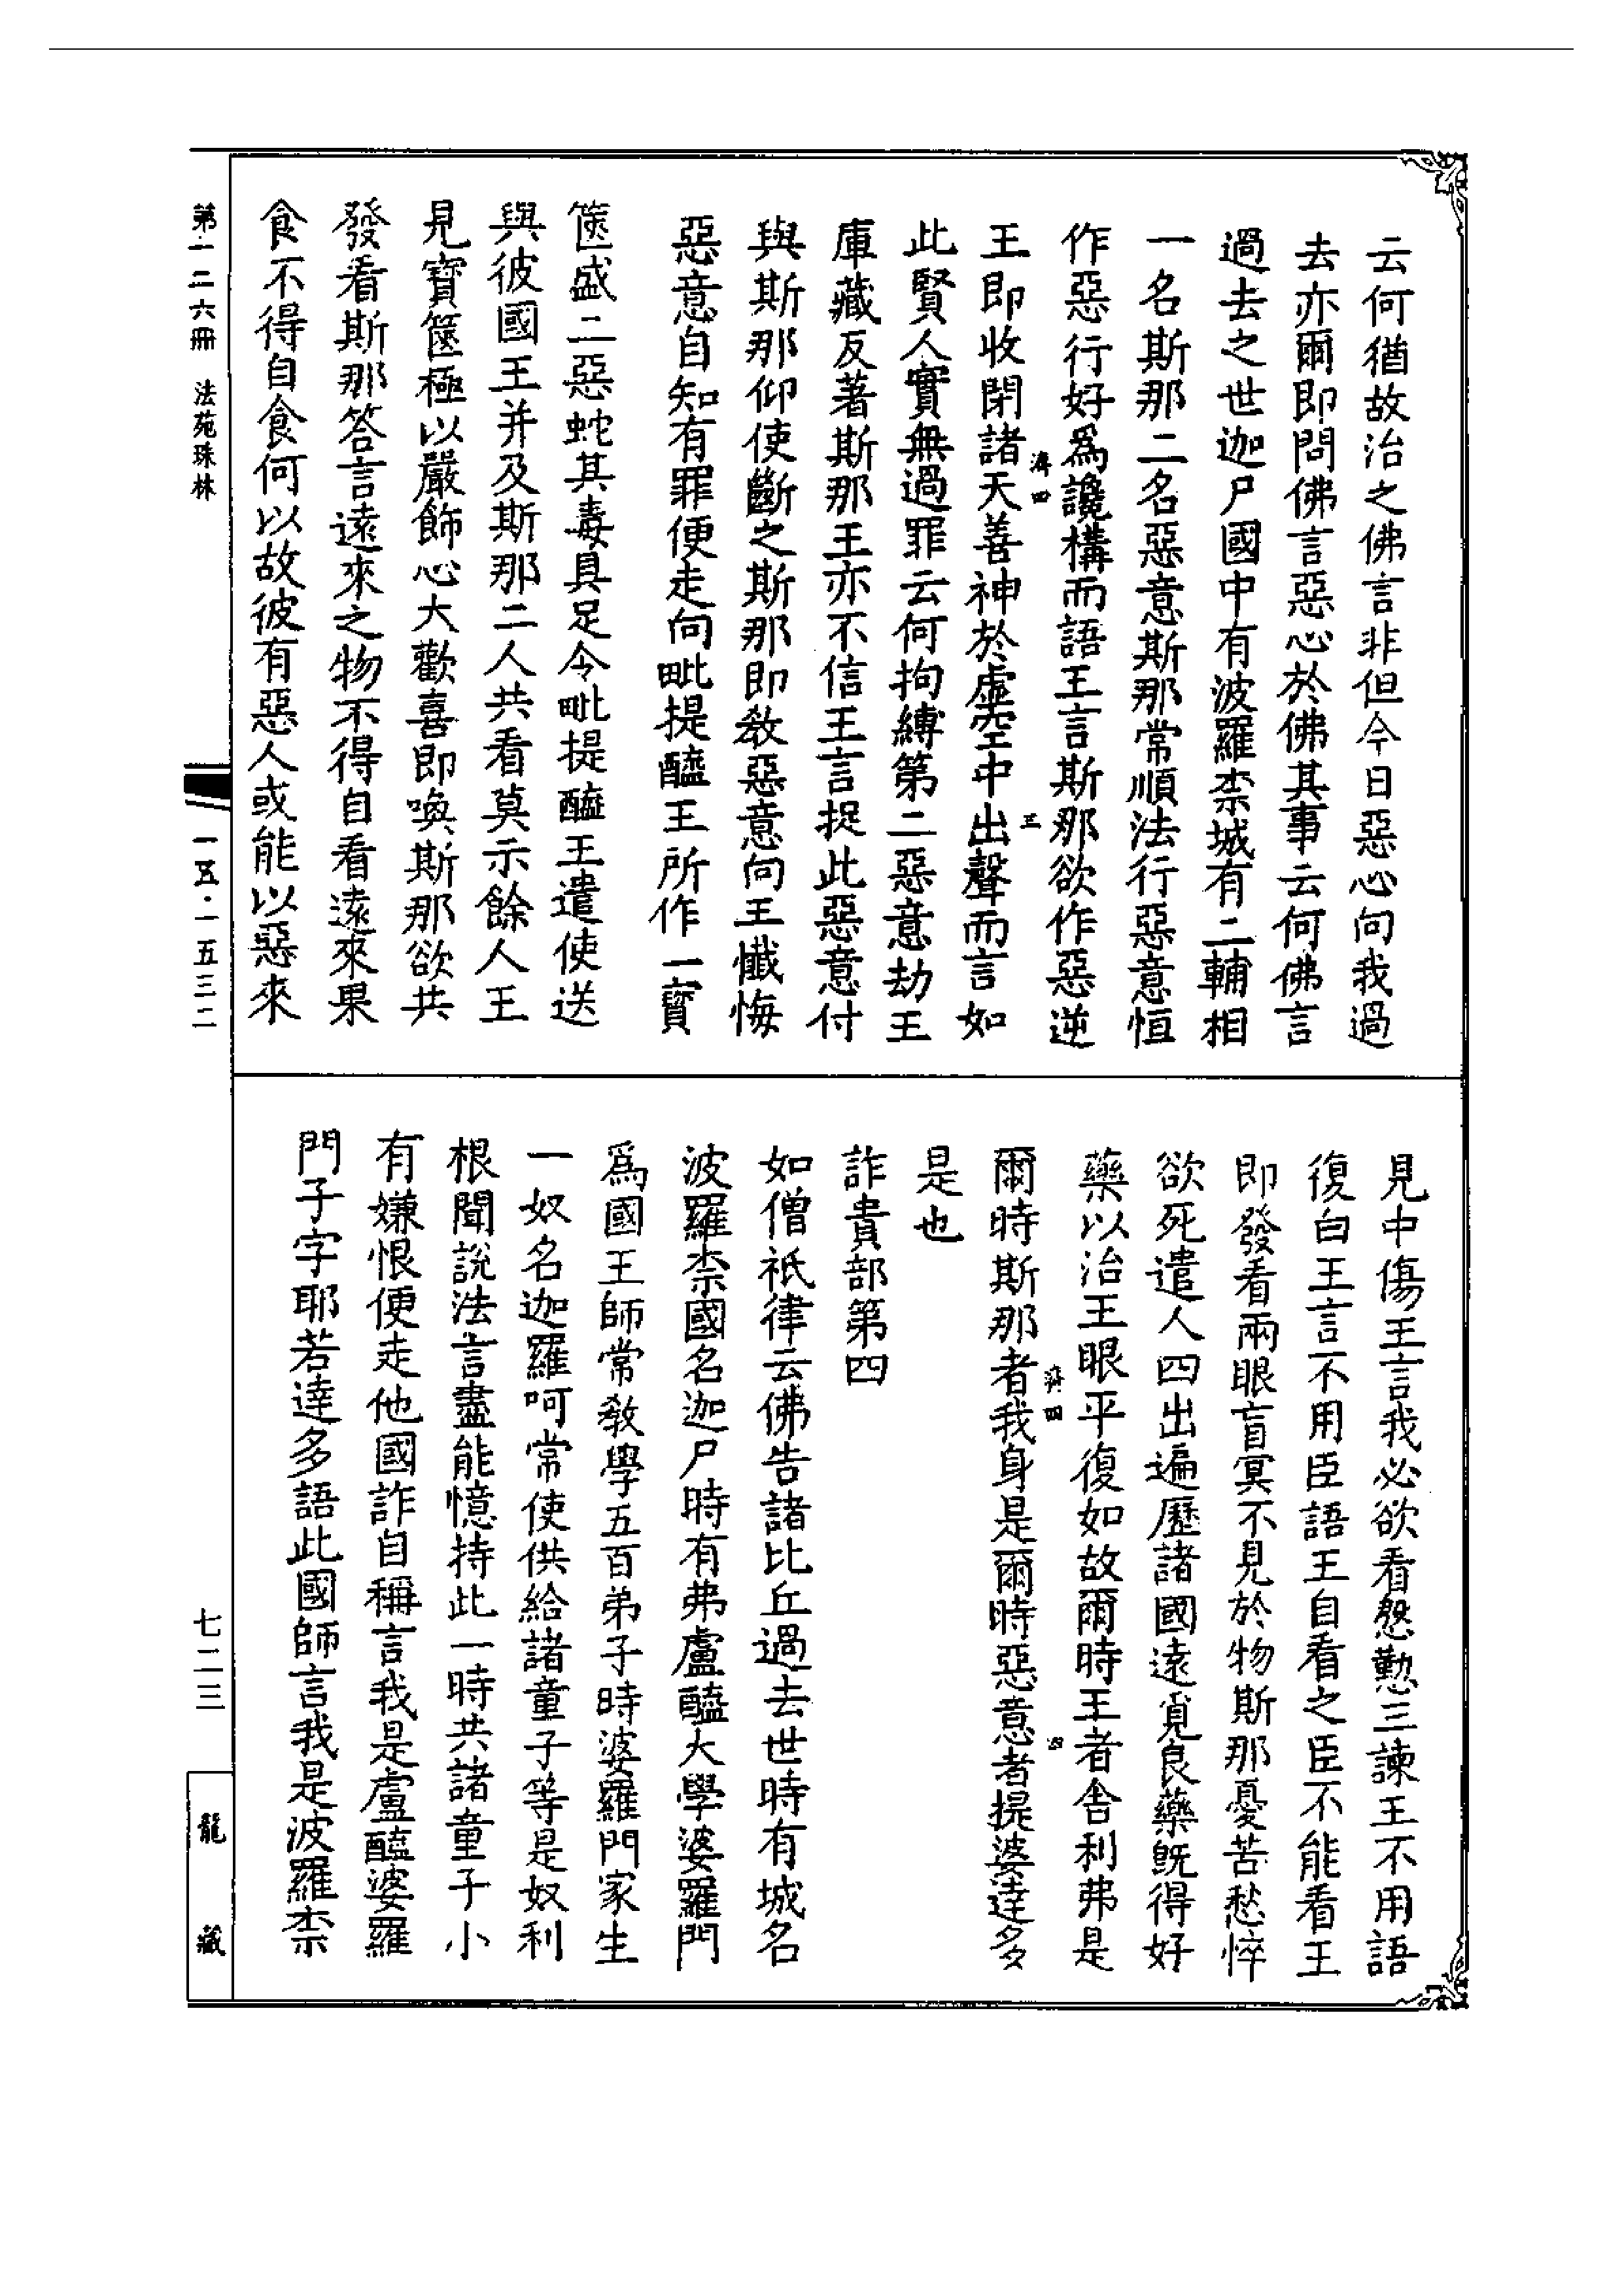 云何猶故治之佛言非但今日惡心向我過
去亦爾即問佛言惡心於佛其事云何佛言
過去之世迦尸國中有波羅柰城有二輔相
一名斯那二名惡意斯那常順法行惡意恒
作惡行好為讒構而語王言斯那欲作惡逆
王即收閉諸天善神於虛空中出聲而言如
此賢人實無過罪云何拘縛第二惡意劫王
庫藏反著斯那王亦不信王言捉此惡意付
與斯那仰使斷之斯那即教惡意向王懺悔
惡意自知有罪便走向毗提醯王所作一寶
篋盛二惡蛇其毒具足令毗提醯王遣使送
與彼國王并及斯那二人共看莫示餘人王
見寶篋極以嚴飾心大歡喜即喚斯那欲共
發看斯那答言遠來之物不得自看遠來果
食不得自食何以故彼有惡人或能以惡來
見中傷王言我必欲看慇懃三諫王不用語
復白王言不用臣語王自看之臣不能看王
即發看兩眼盲冥不見於物斯那憂苦愁悴
欲死遣人四出遍歷諸國遠覓良藥既得好
藥以治王眼平復如故爾時王者舍利弗是
爾時斯那者我身是爾時惡意者提婆達多
是也
詐貴部第四
如僧祇律云佛告諸比丘過去世時有城名
波羅柰國名迦尸時有弗盧醯大學婆羅門
為國王師常教學五百弟子時婆羅門家生
一奴名迦羅呵常使供給諸童子等是奴利
根聞說法言盡能憶持此一時共諸童子小
有嫌恨便走他國詐自稱言我是盧醯婆羅
門子字耶若達多語此國師言我是波羅柰
濟四
三
濟四
四
第一二六冊 法苑珠林
一五·一五三二
七二三
龍藏